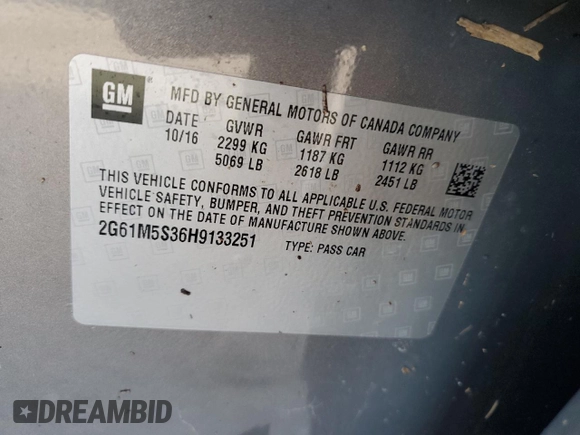 GM
MFD BY GENERAL MOTORS OF CANADA COMPANY
DATE GVWR GAWR FRT GAWR RR
10/16 2299 KG 1187 KG 1112 KG
5069 LB 2618 LB 2451 LB
THIS VEHICLE CONFORMS TO ALL APPLICABLE U.S. FEDERAL MOTOR
VEHICLE SAFETY, BUMPER, AND THEFT PREVENTION STANDARDS IN
EFFECT ON THE DATE OF MANUFACTURE SHOWN ABOVE.
2G61M5S36H9133251 TYPE: PASS CAR
DREAMBID